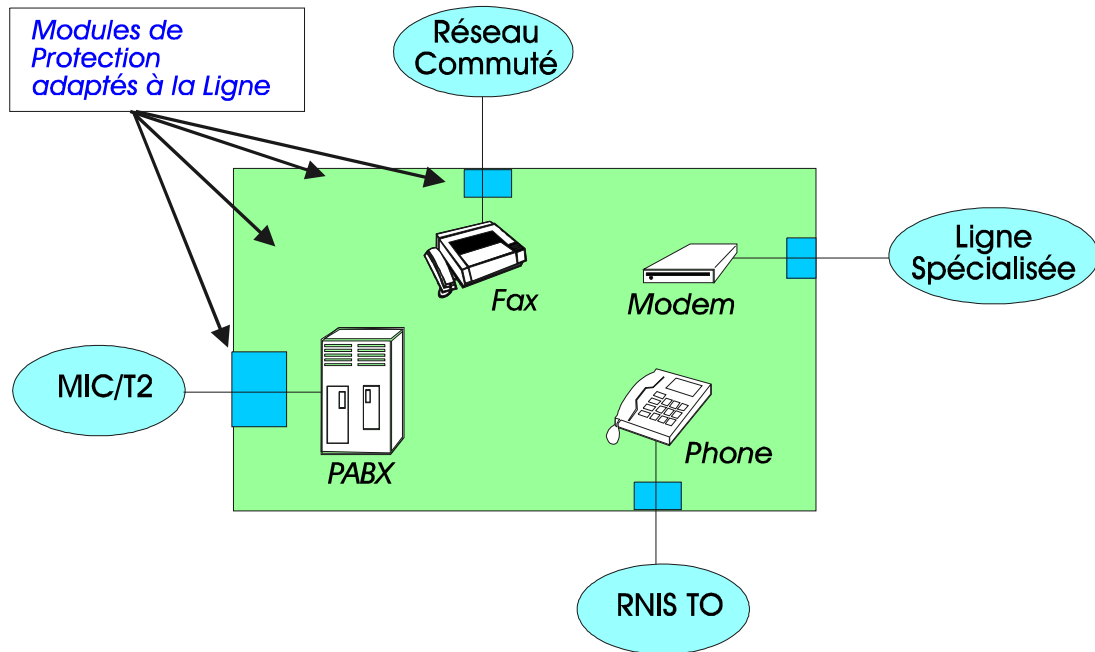 Modules de
Protection
adaptés à la Ligne
Réseau
Commuté
Ligne
Spécialisée
Fax
Modem
MIC/T2
PABX
Phone
RNIS TO